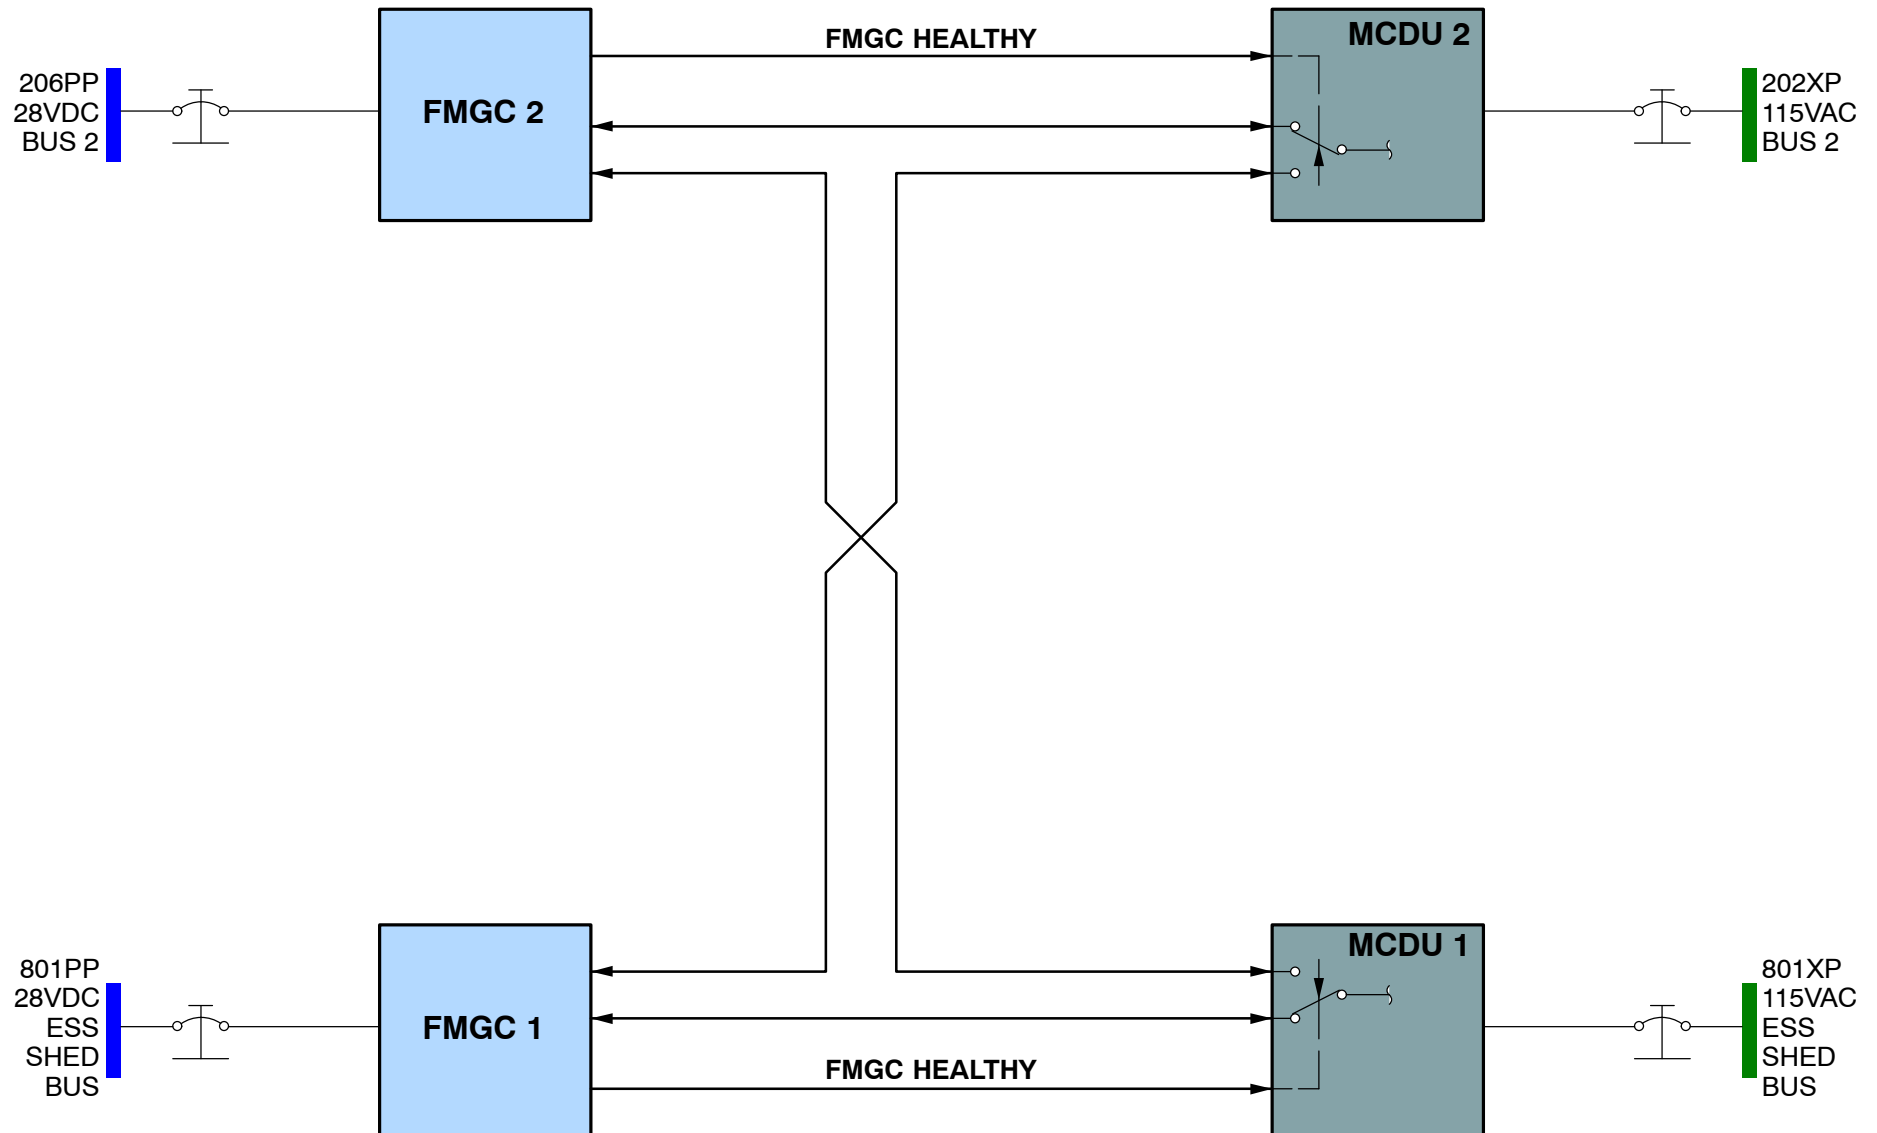 FMGC HEALTHY
MCDU 2
206PP
28VDC
BUS 2
FMGC 2
202XP
115VAC
BUS 2
MCDU 1
801PP
28VDC
ESS
SHED
BUS
FMGC 1
801XP
115VAC
ESS
SHED
BUS
FMGC HEALTHY